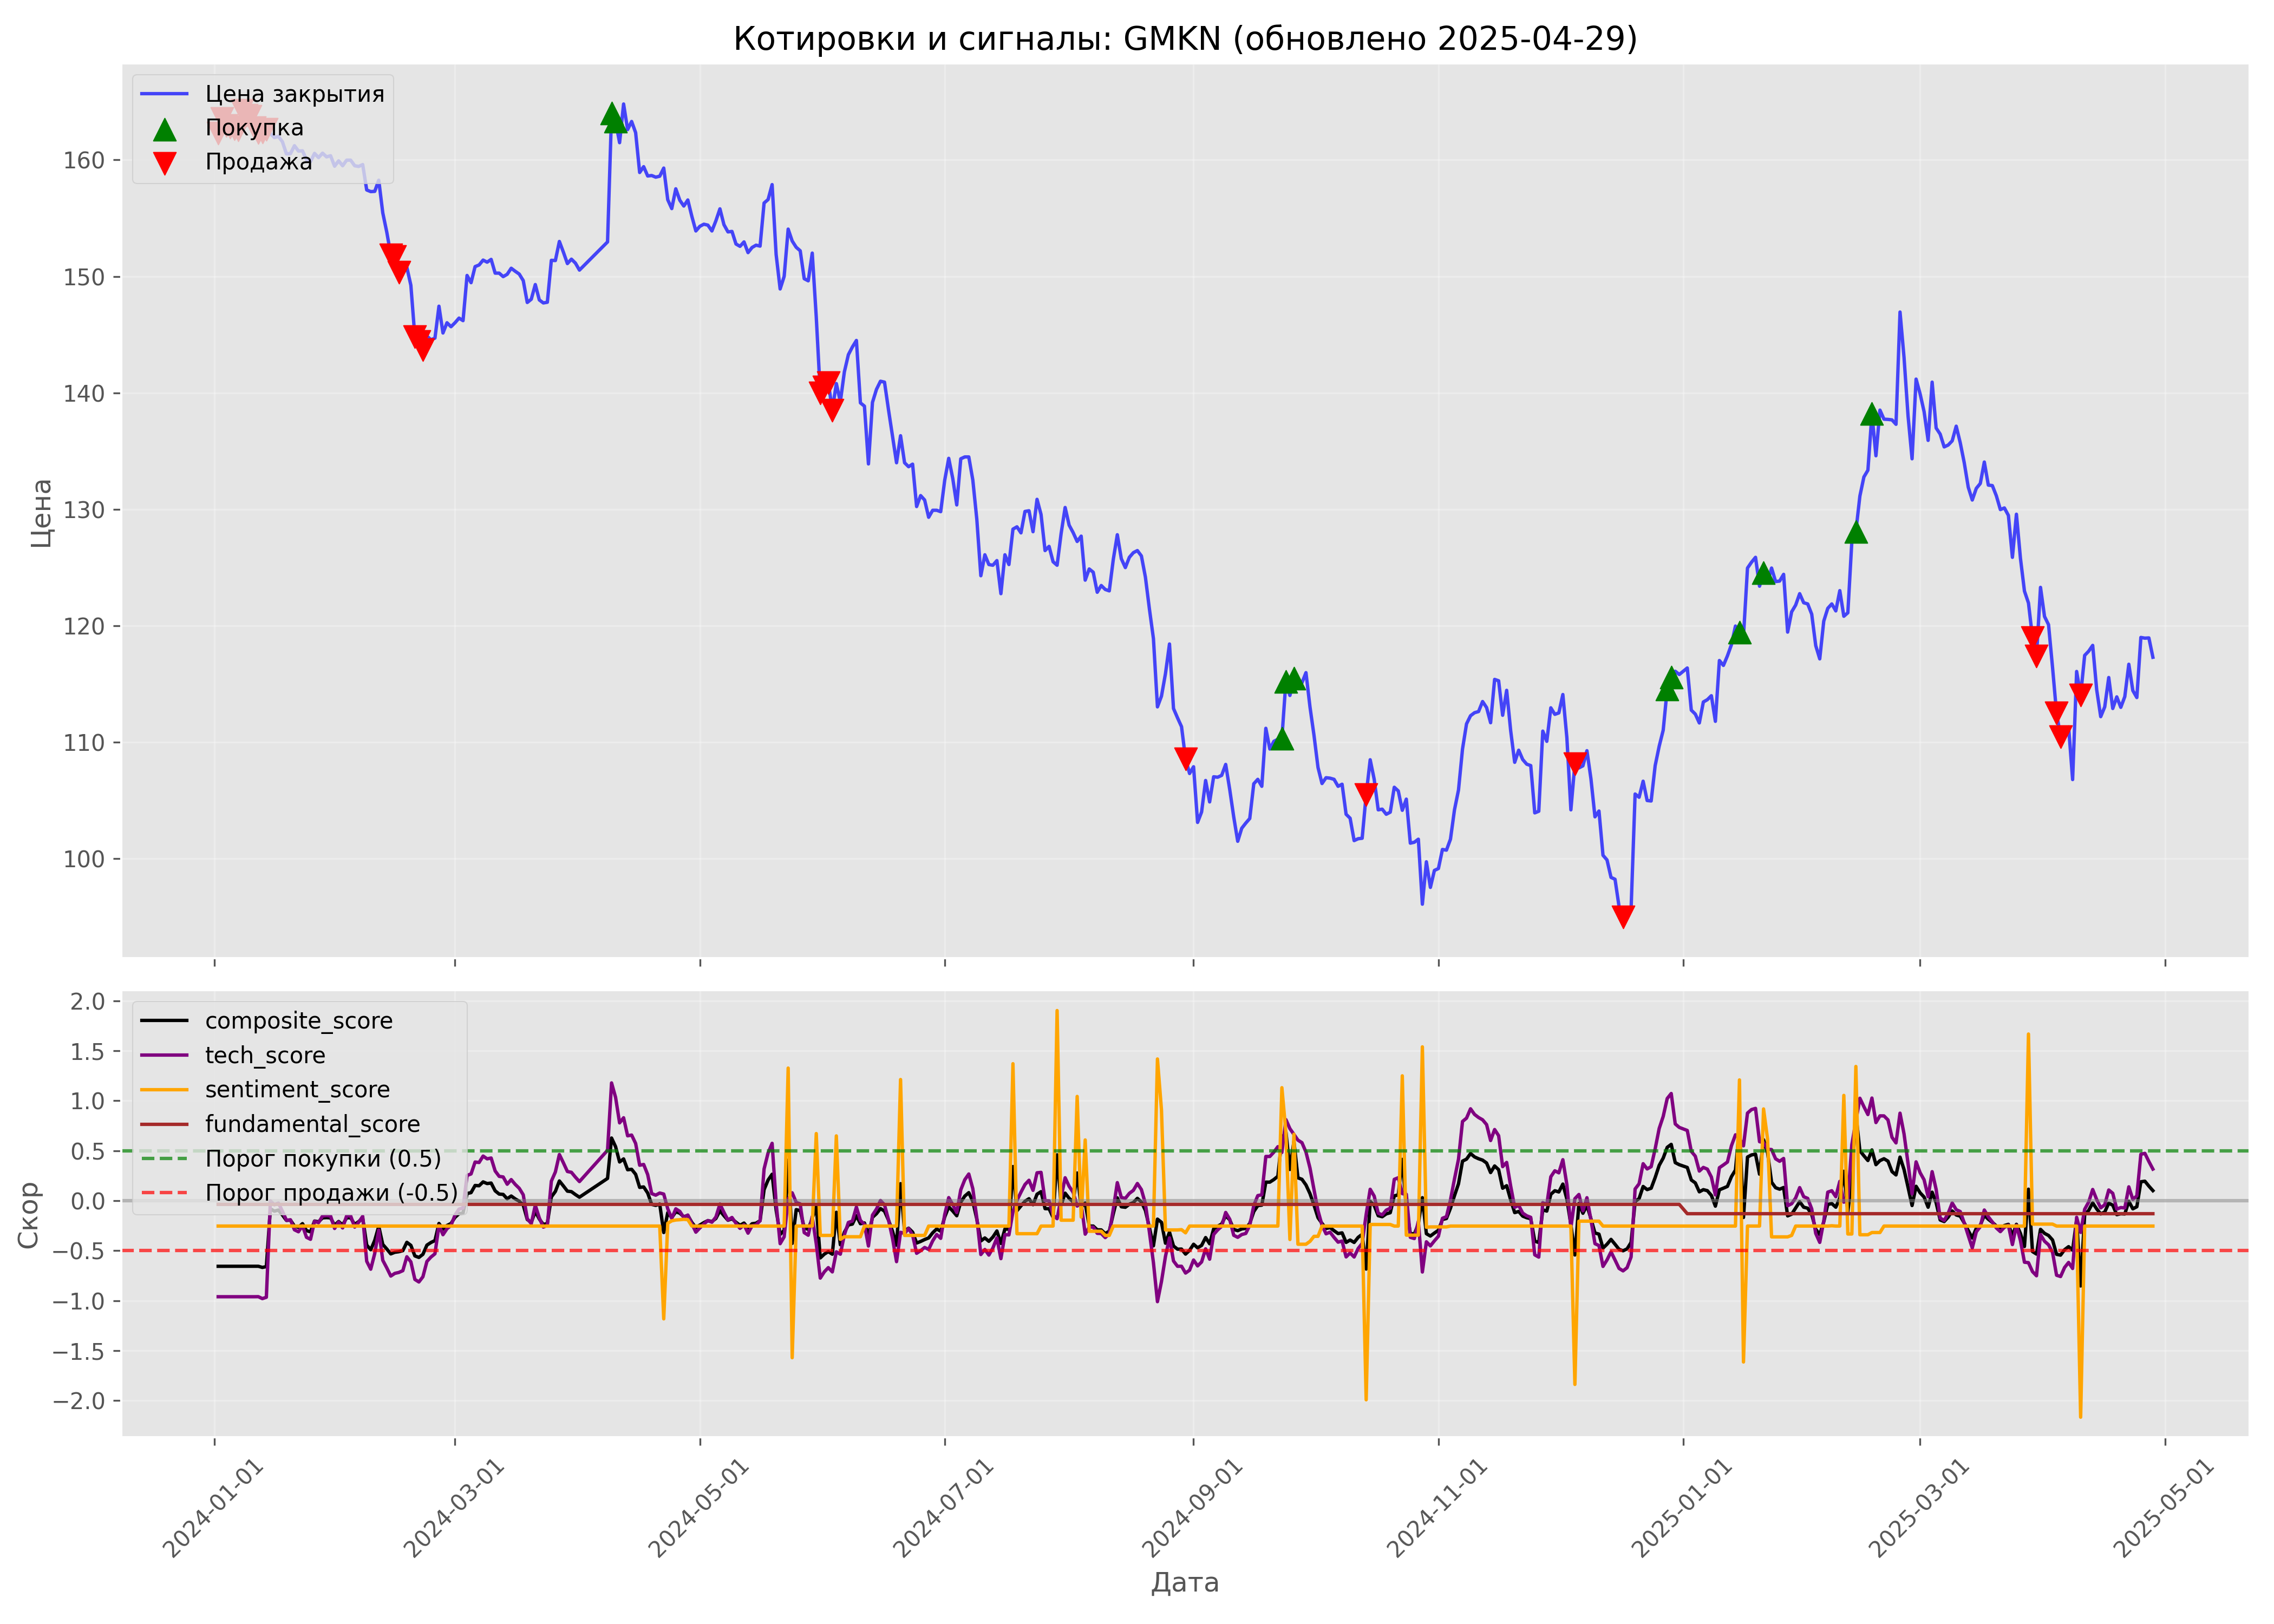 Котировки и сигналы: GMKN (обновлено 2025-04-29)
Цена закрытия
Покупка
Продажа
Цена
160
150
140
130
120
110
100
composite_score
tech_score
sentiment_score
fundamental_score
Порог покупки (0.5)
Порог продажи (-0.5)
Скор
2.0
1.5
1.0
0.5
0.0
−0.5
−1.0
−1.5
−2.0
2024-01-01
2024-03-01
2024-05-01
2024-07-01
2024-09-01
2024-11-01
2025-01-01
2025-03-01
2025-05-01
Дата